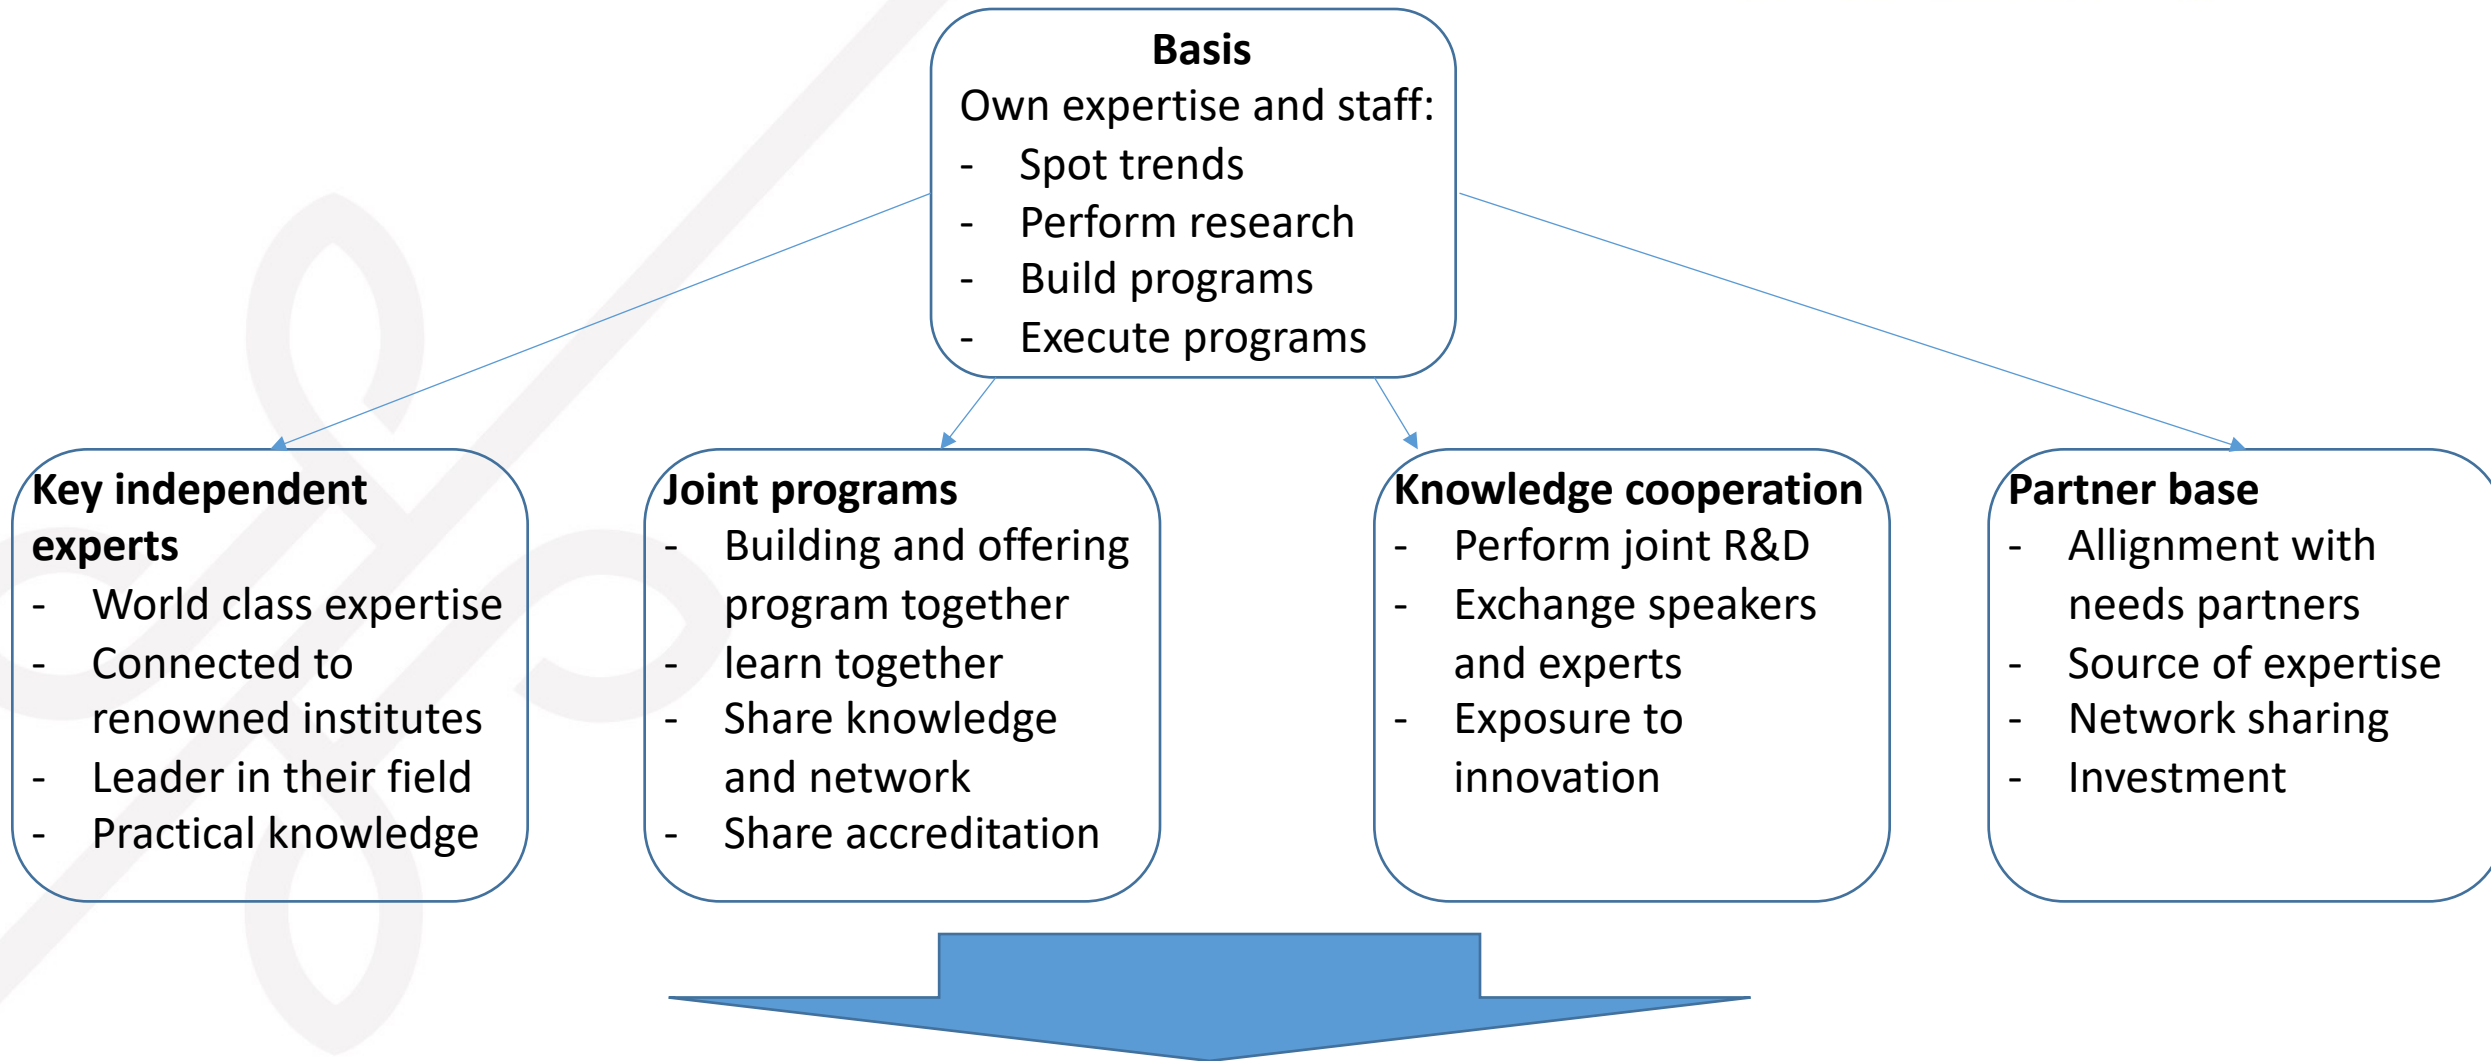 Basis
Own expertise and staff:
- Spot trends
- Perform research
- Build programs
- Execute programs
Key independent
experts
- World class expertise
- Connected to
renowned institutes
- Leader in their field
- Practical knowledge
Joint programs
- Building and offering
program together
- learn together
- Share knowledge
and network
- Share accreditation
Knowledge cooperation
- Perform joint R&D
- Exchange speakers
and experts
- Exposure to
innovation
Partner base
- Allignment with
needs partners
- Source of expertise
- Network sharing
- Investment